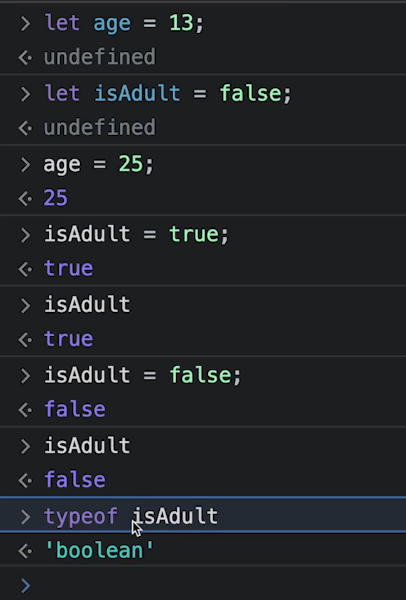 > let age = 13;
<· undefined
> let isAdult = false;
<· undefined
> age = 25;
<· 25
> isAdult = true;
<· true
> isAdult
<· true
> isAdult = false;
<· false
> isAdult
<· false
> typeof isAdult
<· 'boolean'
>